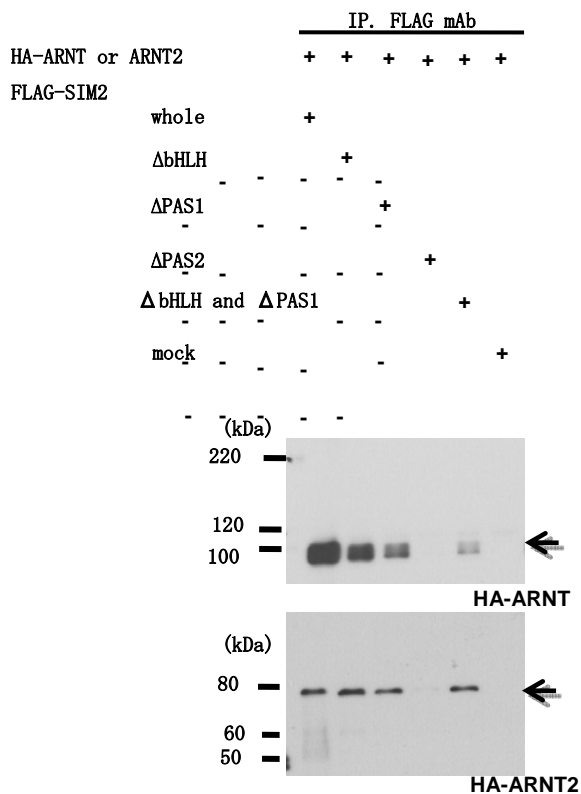 IP. FLAG mAb
HA-ARNT or ARNT2 + + + + + +
FLAG-SIM2
whole +
ΔbHLH +
- - - - -
ΔPAS1 +
- - - -
ΔPAS2 +
- - - - -
ΔbHLH and ΔPAS1 +
- - - - -
mock +
- - - - -
- - - - -
(kDa)
220
120
100
HA-ARNT
(kDa)
80
60
50
HA-ARNT2